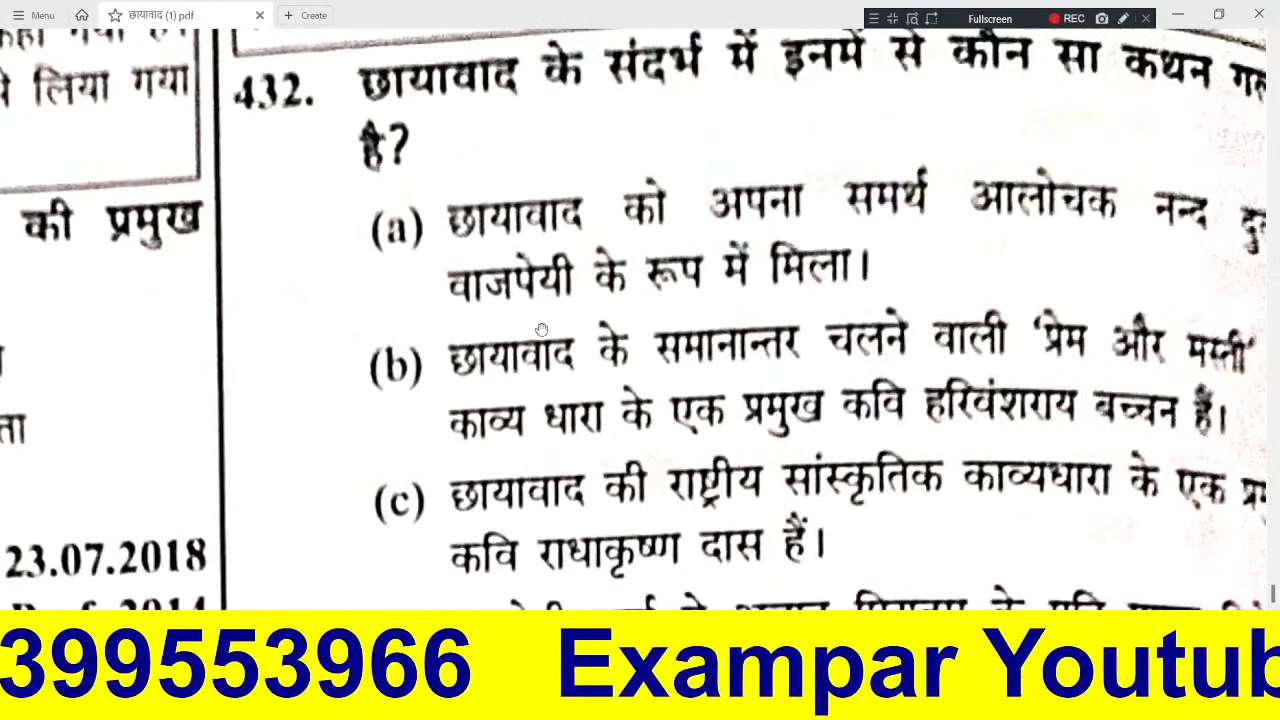 Menu
छायावाद (1).pdf
Create
Fullscreen
REC
लिया गया
432. छायावाद के संदर्भ में इनमें से कौन सा कथन
है?
की प्रमुख
(a) छायावाद को अपना समर्थ आलोचक नन्द
वाजपेयी के रूप में मिला।
(b) छायावाद के समानान्तर चलने वाली 'प्रेम और मस्ती'
काव्य धारा के एक प्रमुख कवि हरिवंशराय बच्चन हैं।
(c) छायावाद की राष्ट्रीय सांस्कृतिक काव्यधारा के एक
कवि राधाकृष्ण दास हैं।
23.07.2018
399553966 Exampar Youtub